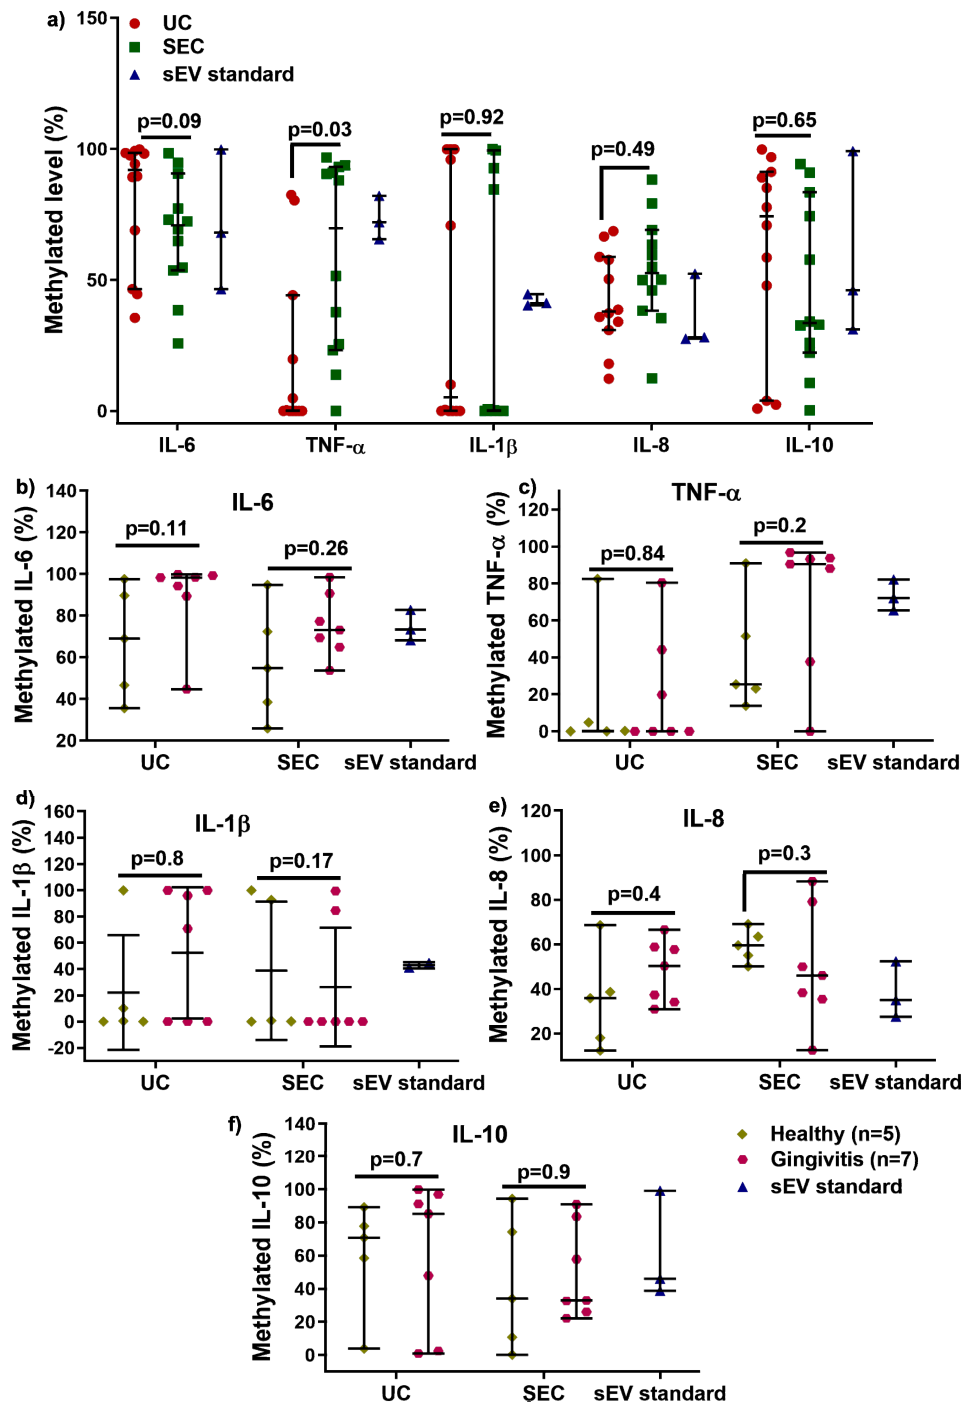 a)
UC
SEC
sEV standard
Methylated level (%)
150
100
50
0
p=0.09
p=0.03
p=0.92
p=0.49
p=0.65
IL-6
TNF-α
IL-1β
IL-8
IL-10
b)
IL-6
Methylated IL-6 (%)
140
120
100
80
60
40
20
p=0.11
p=0.26
UC
SEC
sEV standard
c)
TNF-α
Methylated TNF-α (%)
120
100
80
60
40
20
0
p=0.84
p=0.2
UC
SEC
sEV standard
d)
IL-1β
Methylated IL-1β (%)
160
140
120
100
80
60
40
20
0
-20
p=0.8
p=0.17
UC
SEC
sEV standard
e)
IL-8
Methylated IL-8 (%)
120
100
80
60
40
20
p=0.4
p=0.3
UC
SEC
sEV standard
f)
IL-10
Methylated IL-10 (%)
140
120
100
80
60
40
20
0
p=0.7
p=0.9
UC
SEC
sEV standard
Healthy (n=5)
Gingivitis (n=7)
sEV standard